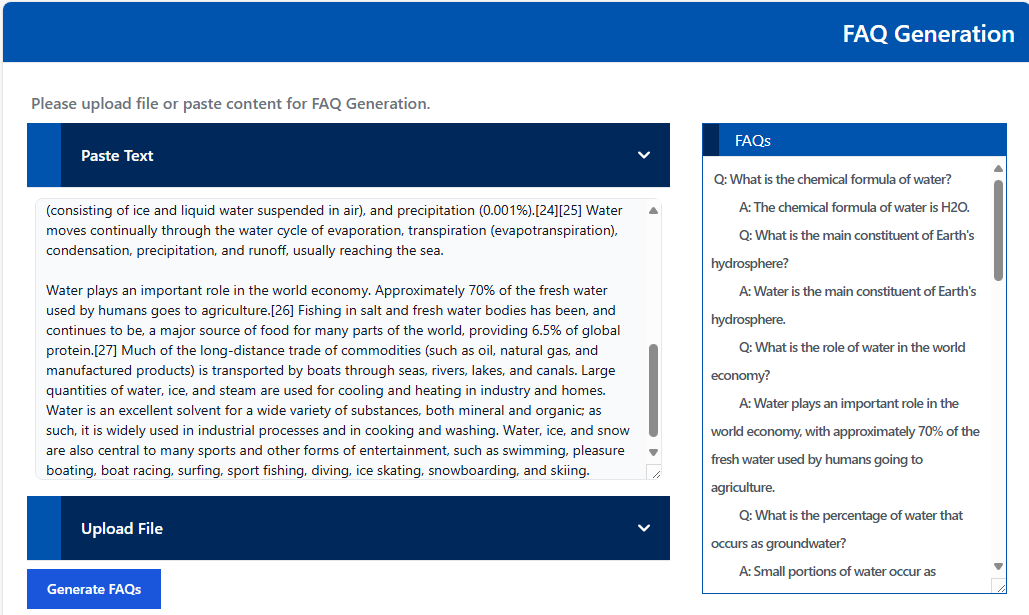 FAQ Generation
Please upload file or paste content for FAQ Generation.
Paste Text
(consisting of ice and liquid water suspended in air), and precipitation (0.001%).[24][25] Water
moves continually through the water cycle of evaporation, transpiration (evapotranspiration),
condensation, precipitation, and runoff, usually reaching the sea.
Water plays an important role in the world economy. Approximately 70% of the fresh water
used by humans goes to agriculture.[26] Fishing in salt and fresh water bodies has been, and
continues to be, a major source of food for many parts of the world, providing 6.5% of global
protein.[27] Much of the long-distance trade of commodities (such as oil, natural gas, and
manufactured products) is transported by boats through seas, rivers, lakes, and canals. Large
quantities of water, ice, and steam are used for cooling and heating in industry and homes.
Water is an excellent solvent for a wide variety of substances, both mineral and organic; as
such, it is widely used in industrial processes and in cooking and washing. Water, ice, and snow
are also central to many sports and other forms of entertainment, such as swimming, pleasure
boating, boat racing, surfing, sport fishing, diving, ice skating, snowboarding, and skiing.
Upload File
Generate FAQs
FAQs
Q: What is the chemical formula of water?
A: The chemical formula of water is H2O.
Q: What is the main constituent of Earth's
hydrosphere?
A: Water is the main constituent of Earth's
hydrosphere.
Q: What is the role of water in the world
economy?
A: Water plays an important role in the
world economy, with approximately 70% of the
fresh water used by humans going to
agriculture.
Q: What is the percentage of water that
occurs as groundwater?
A: Small portions of water occur as